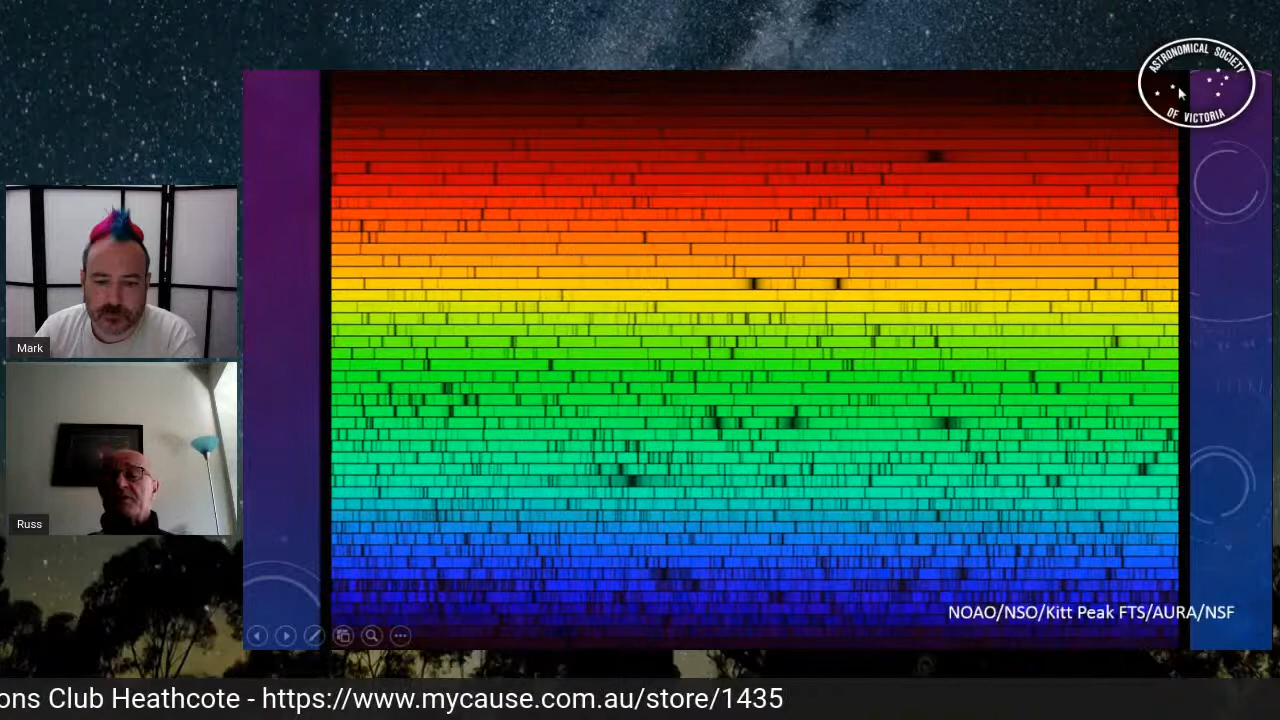 ASTRONOMICAL SOCIETY
OF VICTORIA
Mark
Russ
NOAO/NSO/Kitt Peak FTS/AURA/NSF
ons Club Heathcote - https://www.mycause.com.au/store/1435